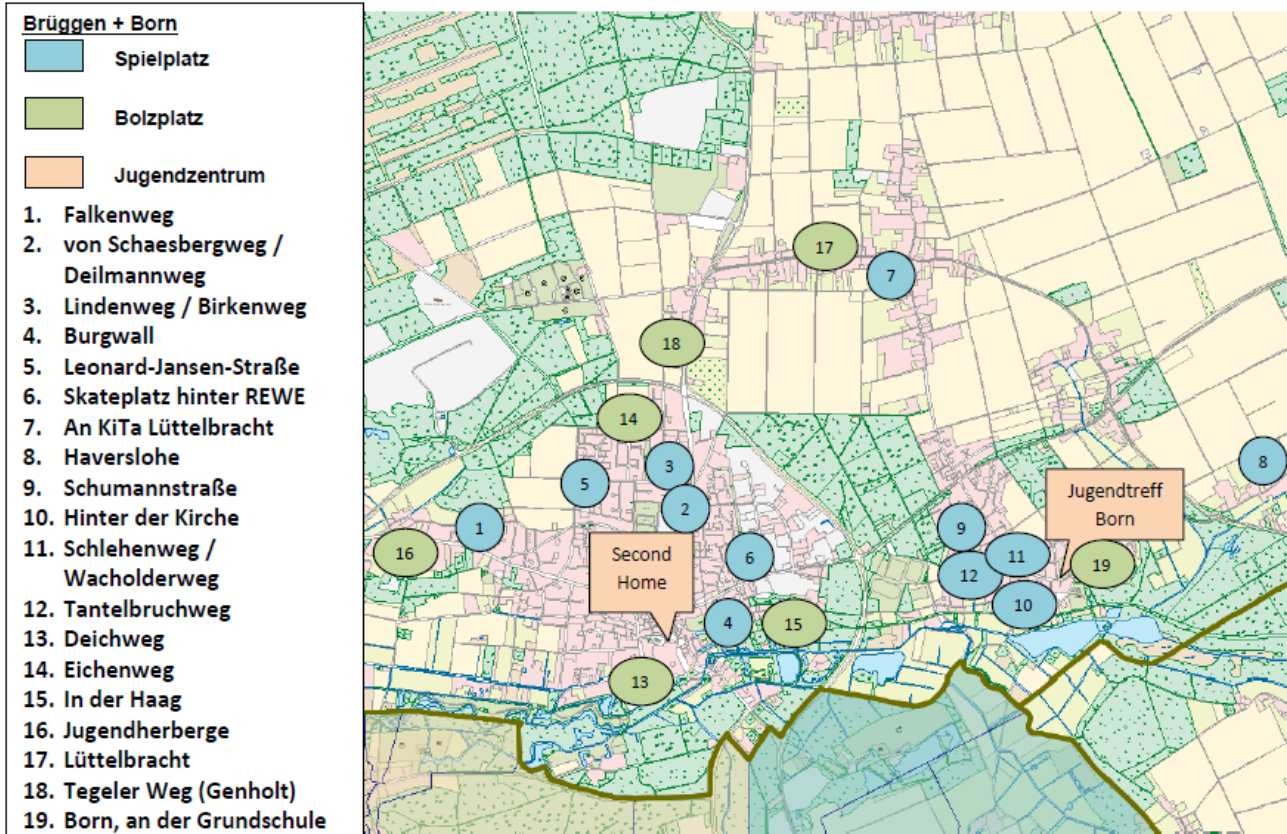 Brüggen + Born
Spielplatz
Bolzplatz
Jugendzentrum
1. Falkenweg
2. von Schaesbergweg /
Deilmannweg
3. Lindenweg / Birkenweg
4. Burgwall
5. Leonard-Jansen-Straße
6. Skateplatz hinter REWE
7. An KiTa Lüttelbracht
8. Haverslohe
9. Schumannstraße
10. Hinter der Kirche
11. Schlehenweg /
Wacholderweg
12. Tantelbruchweg
13. Deichweg
14. Eichenweg
15. In der Haag
16. Jugendherberge
17. Lüttelbracht
18. Tegeler Weg (Genholt)
19. Born, an der Grundschule
17
7
18
14
3
5
2
8
Jugendtreff
Born
1
16
9
11
6
Second
Home
19
12
10
4
15
13